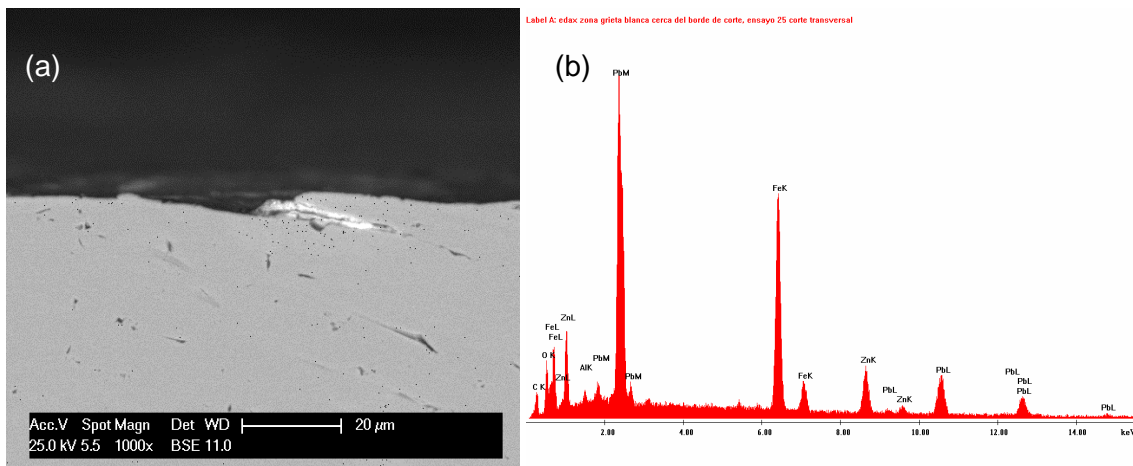 (a)
Acc.V Spot Magn Det WD 20 µm
25.0 kV 5.5 1000x BSE 11.0
Label A: edax zona grieta blanca cerca del borde de corte, ensayo 25 corte transversal
(b)
PbM
FeK
ZnL
FeL
FeL
O K
ZnL
C K
AlK
PbM
PbM
FeK
ZnK
PbL
ZnK
PbL
PbL
PbL
PbL
PbL
2.00 4.00 6.00 8.00 10.00 12.00 14.00 keV